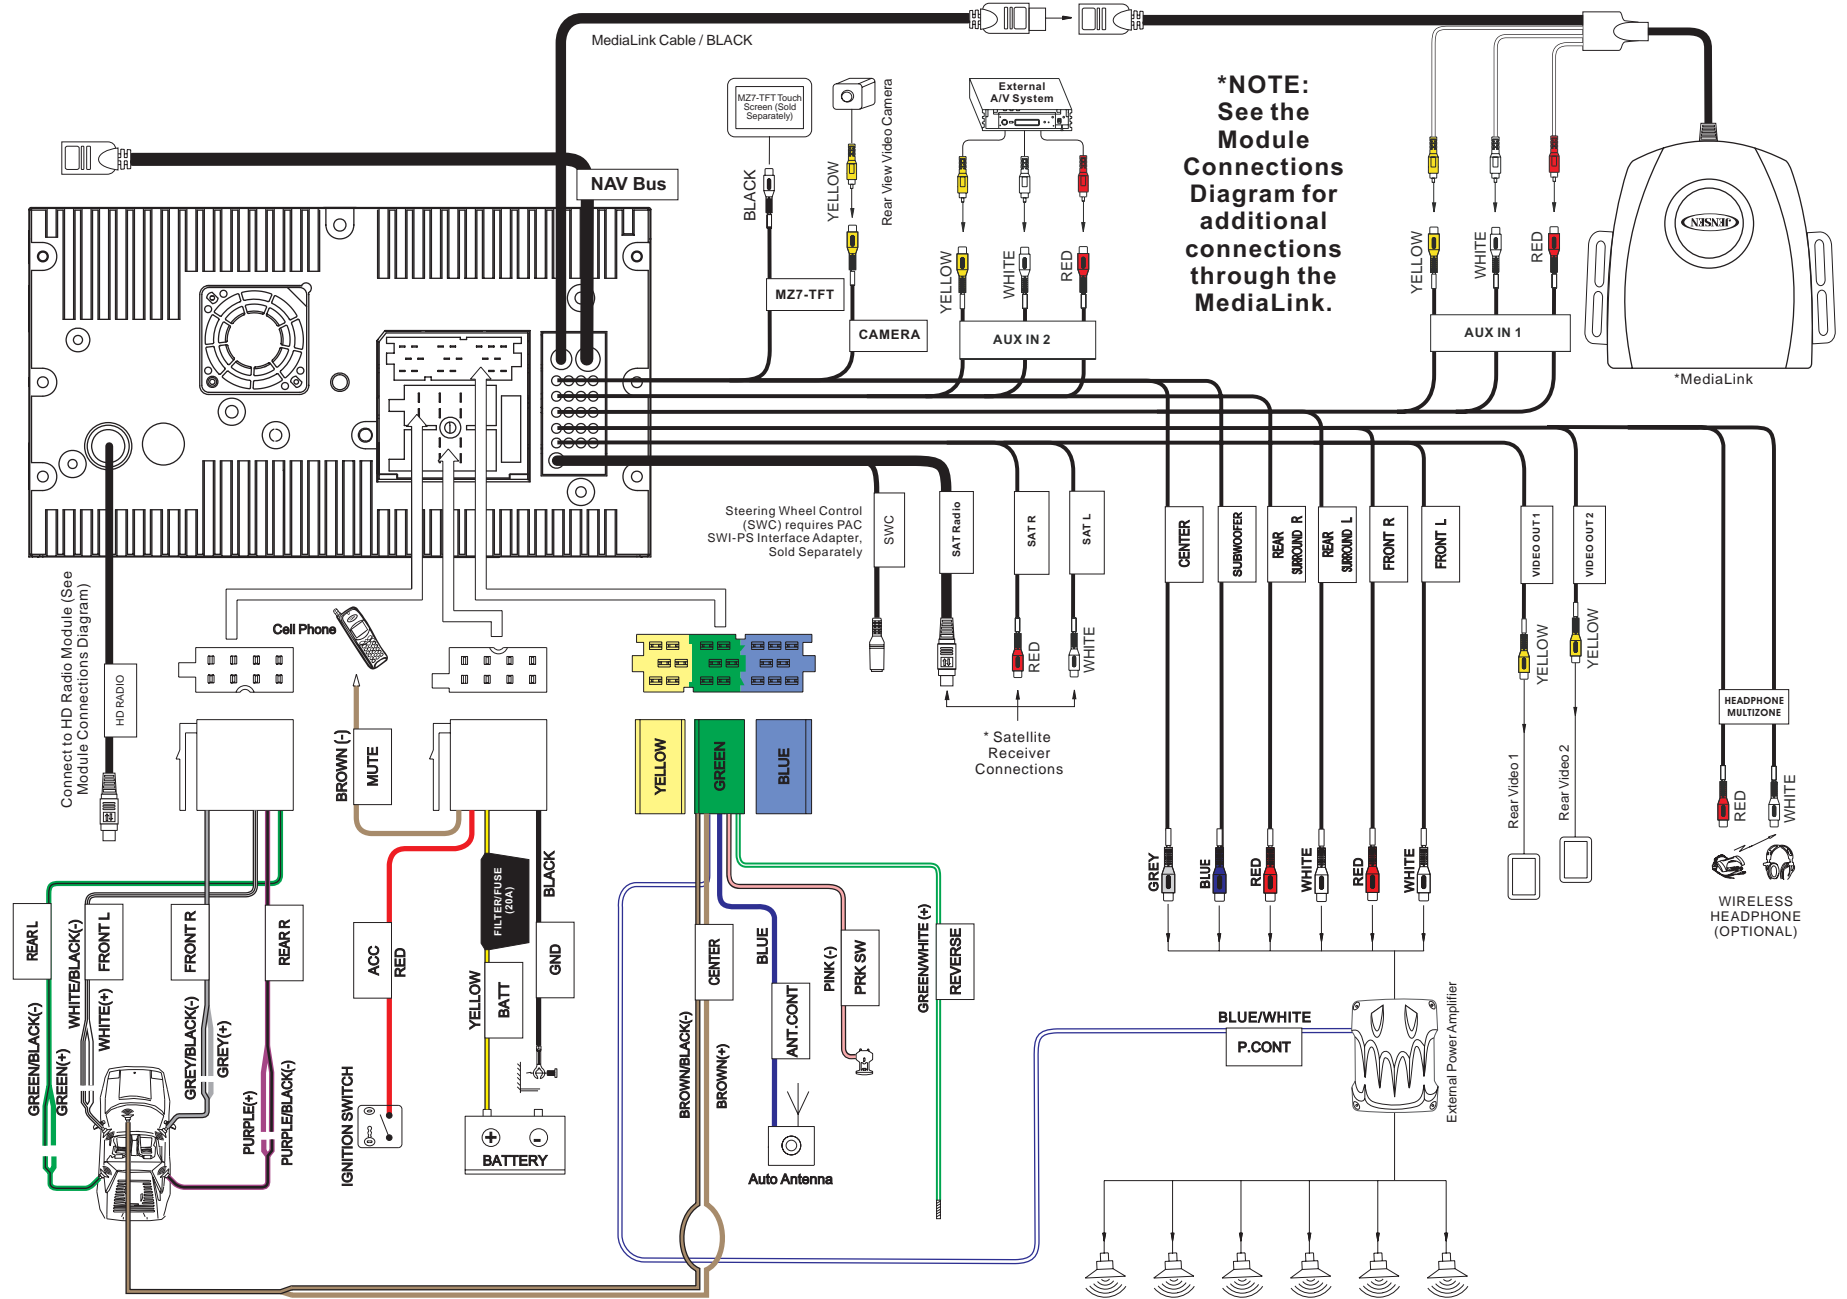 MediaLink Cable / BLACK
MZ7-TFT Touch
Screen (Sold
Separately)
Rear View Video Camera
External
A/V System
*NOTE:
See the
Module
Connections
Diagram for
additional
connections
through the
MediaLink.
NAV Bus
BLACK
YELLOW
MZ7-TFT
CAMERA
YELLOW
WHITE
RED
AUX IN 2
YELLOW
WHITE
RED
AUX IN 1
JENSEN
*MediaLink
Steering Wheel Control
(SWC) requires PAC
SWI-PS Interface Adapter,
Sold Separately
SWC
SAT Radio
SAT R
SAT L
RED
WHITE
* Satellite
Receiver
Connections
CENTER
SUBWOOFER
REAR
SURROUND R
REAR
SURROUND L
FRONT R
FRONT L
VIDEO OUT 1
VIDEO OUT 2
YELLOW
YELLOW
Rear Video 1
Rear Video 2
HEADPHONE
MULTIZONE
RED
WHITE
WIRELESS
HEADPHONE
(OPTIONAL)
GREY
BLUE
RED
WHITE
RED
WHITE
Connect to HD Radio Module (See
Module Connections Diagram)
HD RADIO
Cell Phone
BROWN (-)
MUTE
YELLOW
GREEN
BLUE
REAR L
WHITE/BLACK(-)
FRONT L
FRONT R
REAR R
GREEN/BLACK(-)
GREEN(+)
WHITE(+)
GREY/BLACK(-)
GREY(+)
PURPLE(+)
PURPLE/BLACK(-)
ACC
RED
FILTER/FUSE
(20A)
BLACK
GND
YELLOW
BATT
IGNITION SWITCH
+
-
BATTERY
CENTER
BROWN/BLACK(-)
BROWN(+)
BLUE
ANT.CONT
Auto Antenna
PINK (-)
PRK SW
GREEN/WHITE (+)
REVERSE
BLUE/WHITE
P.CONT
External Power Amplifier